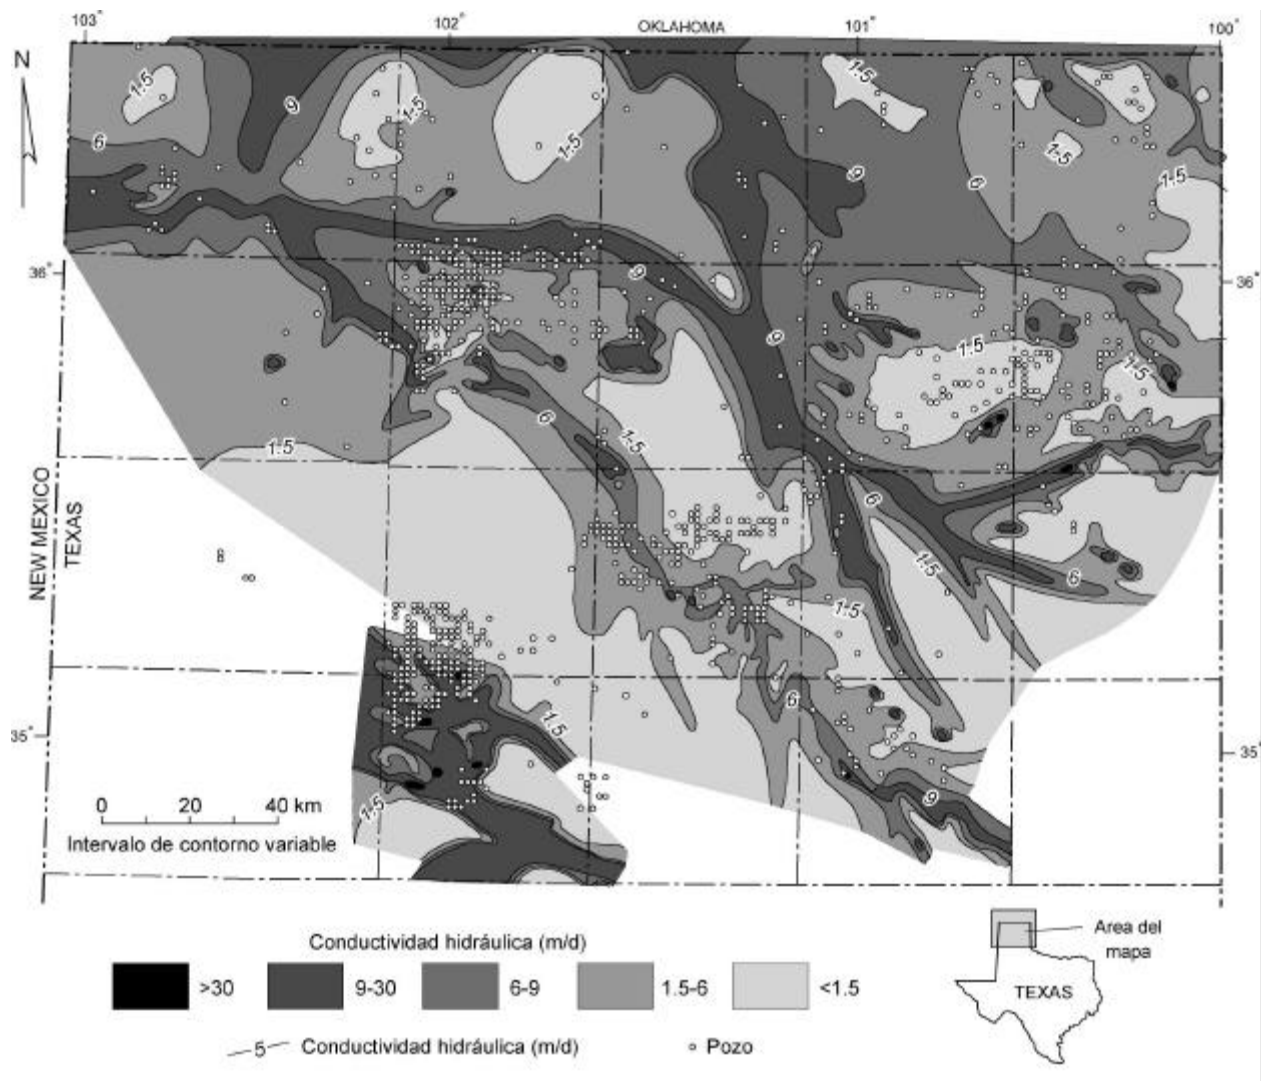 103° 102° OKLAHOMA 101° 100°
N
1.5 9 1.5 1.5 1.5 1.5
6 1.5 1.5
9 6
36° 9 36°
9 1.5 1.5
6 1.5
1.5
NEW MEXICO
TEXAS
6
1.5 6
1.5
6
1.5
35° 35°
9
1.5
0 20 40 km
Intervalo de contorno variable
Conductividad hidráulica (m/d)
>30 9-30 6-9 1.5-6 <1.5
5 Conductividad hidráulica (m/d) Pozo
Area del
mapa
TEXAS